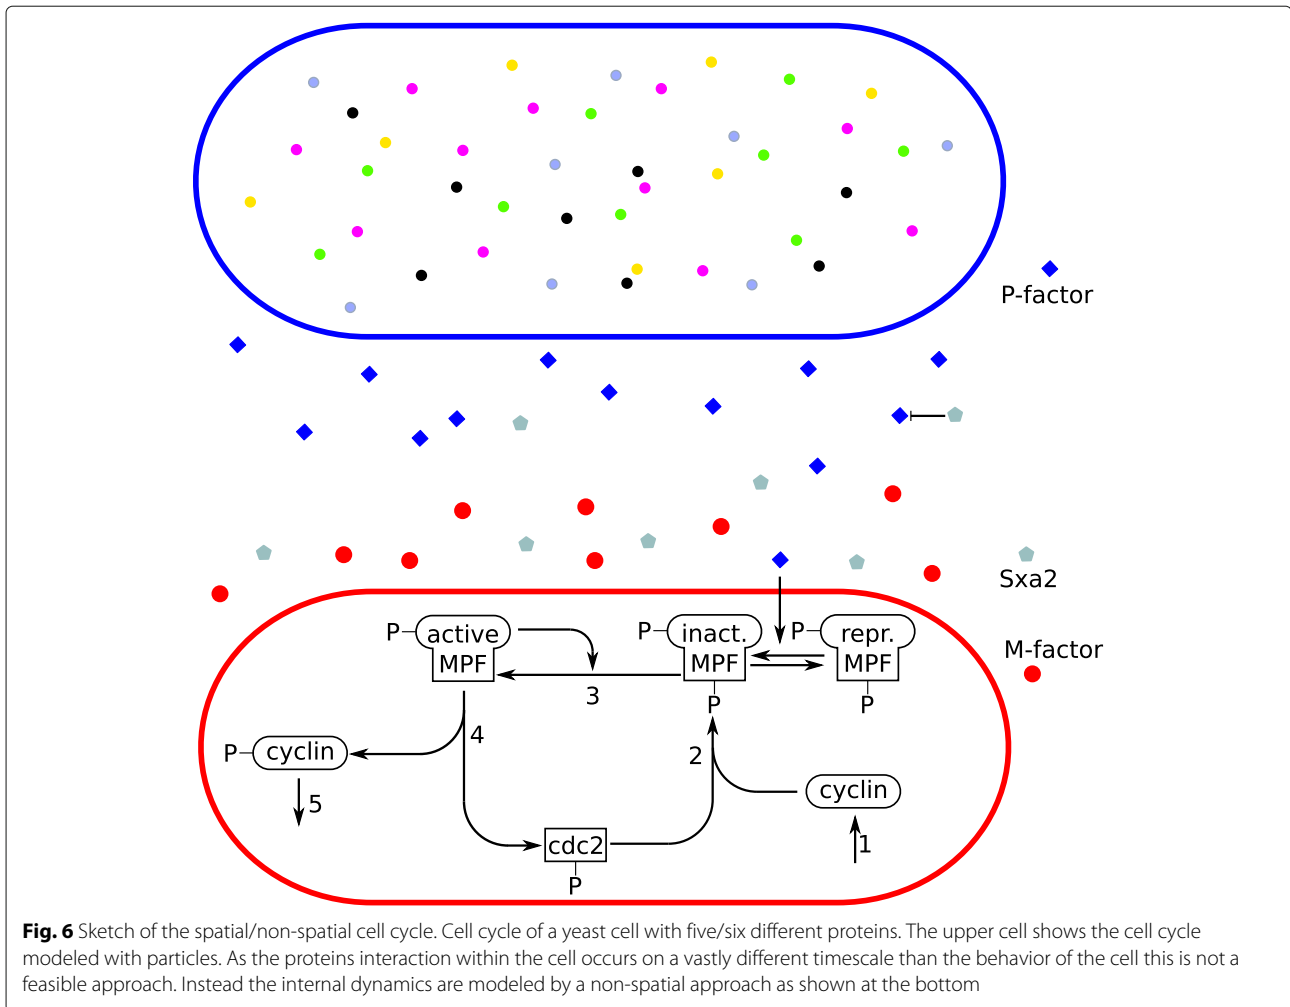 P-factor
Sxa2
M-factor
P
active
MPF
P
inact.
MPF
P
P
repr.
MPF
P
3
4
2
P
cyclin
5
cyclin
1
cdc2
P
Fig. 6 Sketch of the spatial/non-spatial cell cycle. Cell cycle of a yeast cell with five/six different proteins. The upper cell shows the cell cycle
modeled with particles. As the proteins interaction within the cell occurs on a vastly different timescale than the behavior of the cell this is not a
feasible approach. Instead the internal dynamics are modeled by a non-spatial approach as shown at the bottom